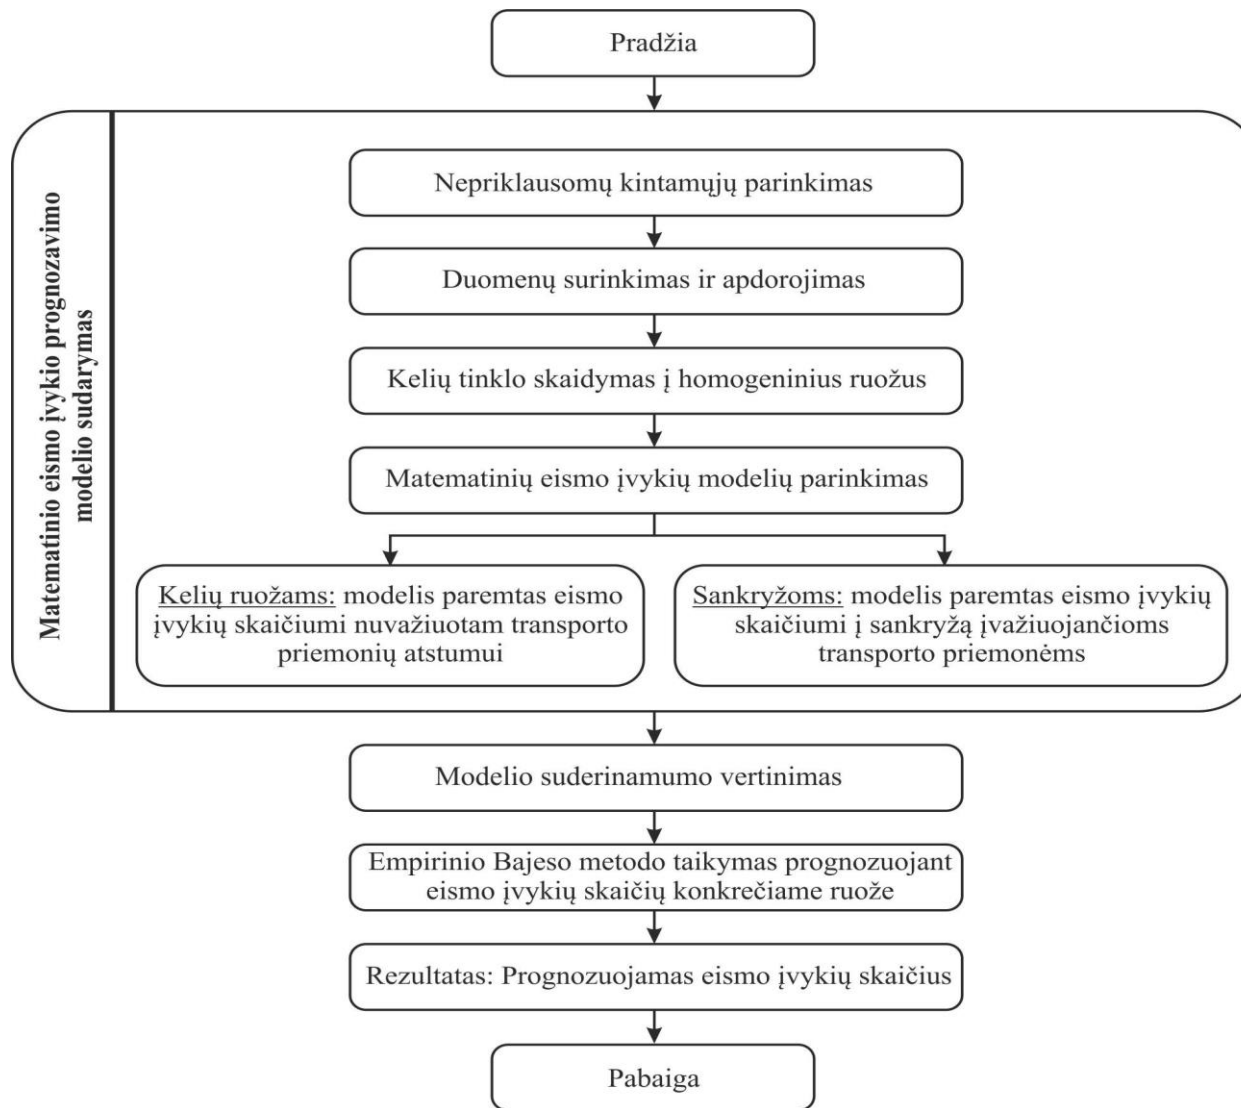 Pradžia
Matematinio eismo įvykio prognozavimo
modelio sudarymas
Nepriklausomų kintamųjų parinkimas
Duomenų surinkimas ir apdorojimas
Kelių tinklo skaidymas į homogeninius ruožus
Matematinių eismo įvykių modelių parinkimas
Kelių ruožams: modelis paremtas eismo
įvykių skaičiumi nuvažiuotam transporto
priemonių atstumui
Sankryžoms: modelis paremtas eismo įvykių
skaičiumi į sankryžą įvažiuojančioms
transporto priemonėms
Modelio suderinamumo vertinimas
Empirinio Bajeso metodo taikymas prognozuojant
eismo įvykių skaičių konkrečiame ruože
Rezultatas: Prognozuojamas eismo įvykių skaičius
Pabaiga